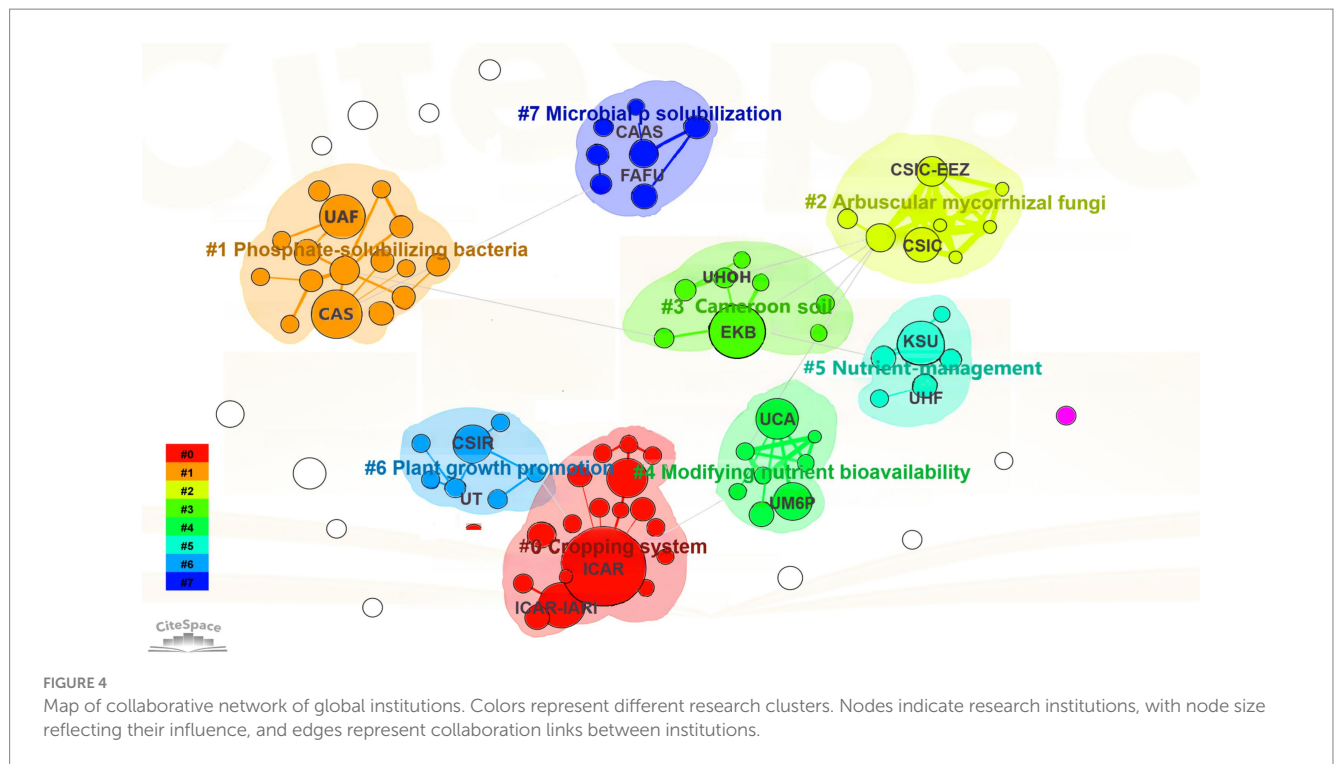 CiteSpac
#7 Microbial p solubilization
CAAS
FAFU
CSIC-EEZ
#2 Arbuscular mycorrhizal fungi
CSIC
UAF
#1 Phosphate-solubilizing bacteria
CAS
UHOH
#3 Cameroon soil
EKB
KSU
#5 Nutrient-management
UHF
UCA
#4 Modifying nutrient bioavailability
UM6P
CSIR
#6 Plant growth promotion
UT
#0 Cropping system
ICAR
ICAR-IARI
#0
#1
#2
#3
#4
#5
#6
#7
CiteSpace
FIGURE 4
Map of collaborative network of global institutions. Colors represent different research clusters. Nodes indicate research institutions, with node size
reflecting their influence, and edges represent collaboration links between institutions.